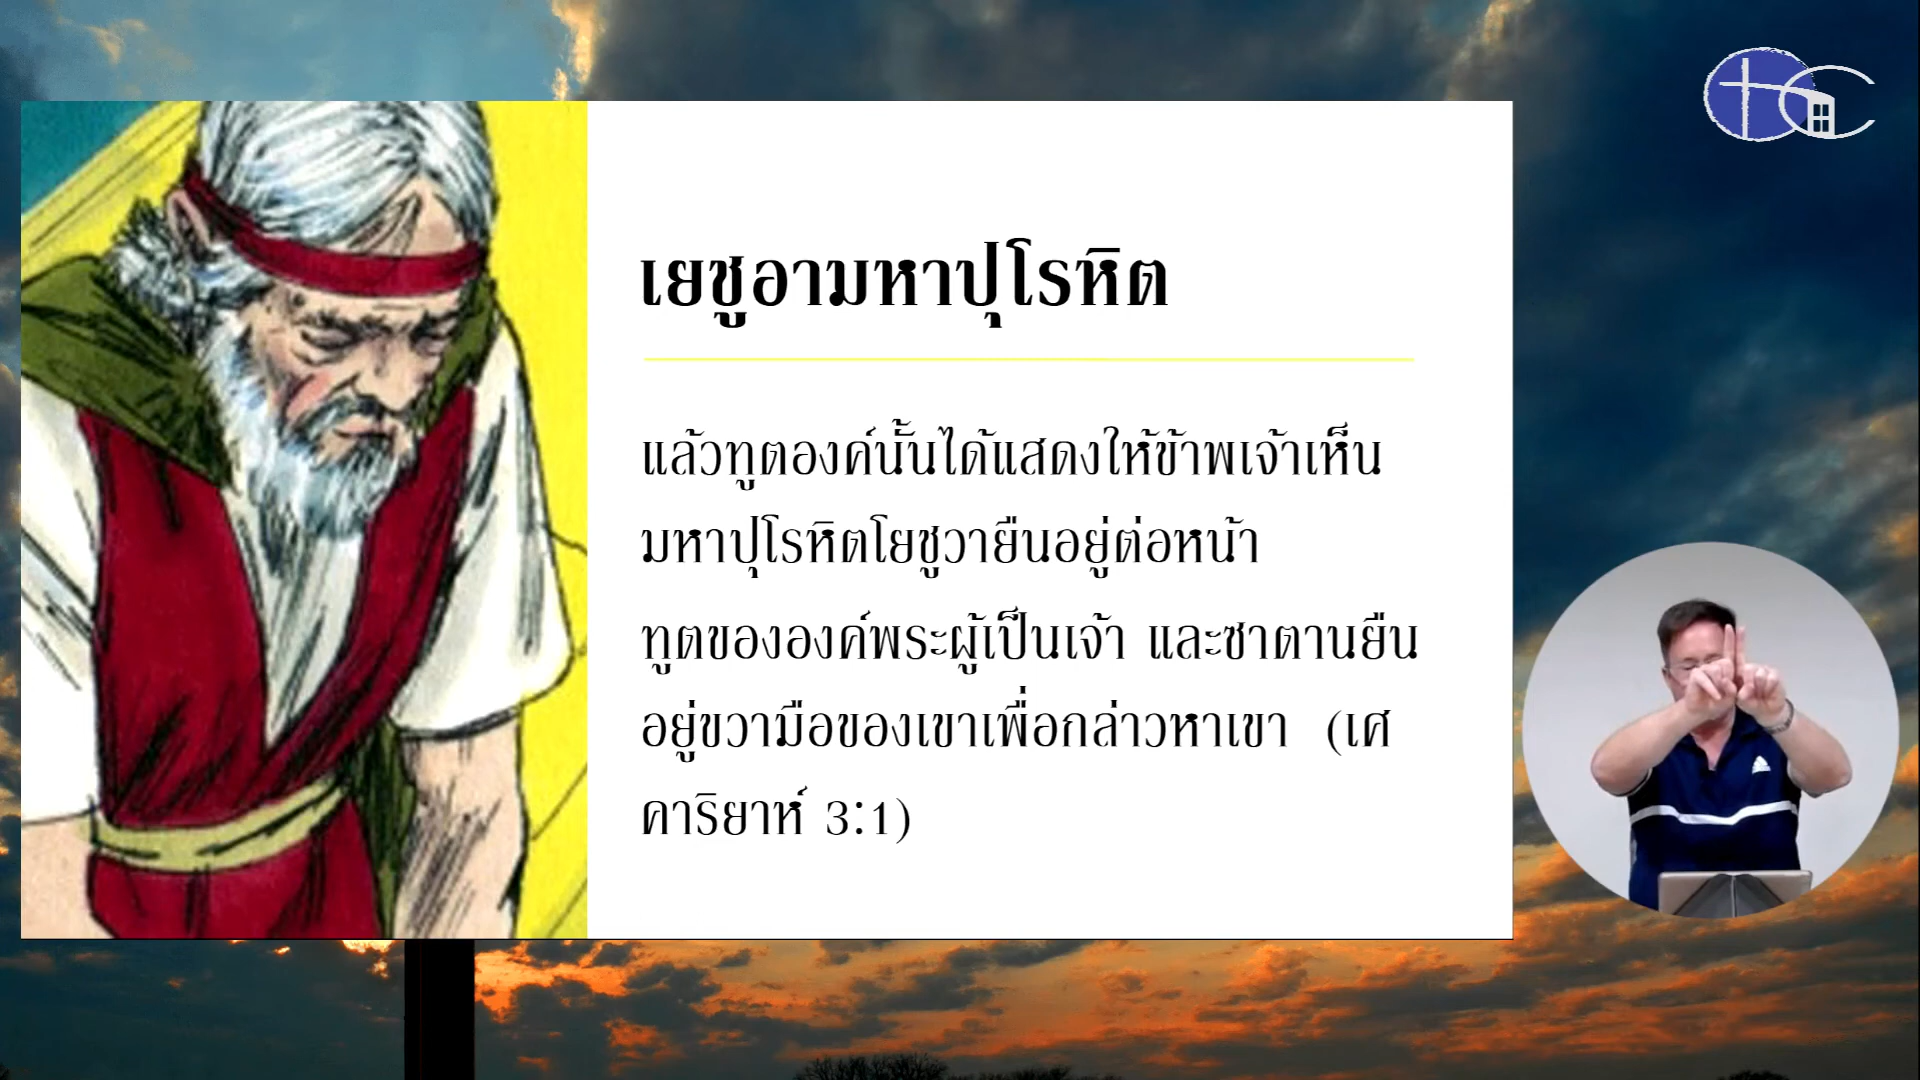 เยชูอามหาปุโรหิต
แล้วทูตองค์นั้นได้แสดงให้ข้าพเจ้าเห็น
มหาปุโรหิตโยชูวายืนอยู่ต่อหน้า
ทูตขององค์พระผู้เป็นเจ้า และซาตานยืน
อยู่ขวามือของเขาเพื่อกล่าวหาเขา (เศ
คาริยาห์ 3:1)